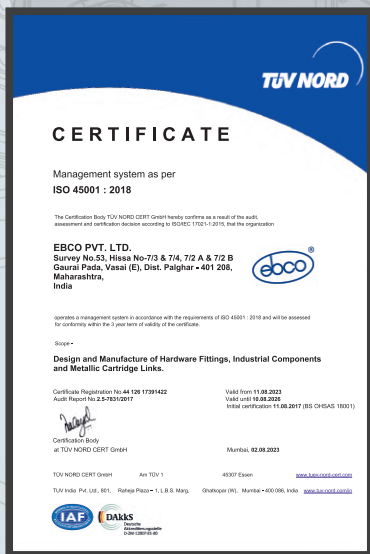 TÜV NORD
CERTIFICATE
Management system as per
ISO 45001 : 2018
The Certification Body TÜV NORD CERT GmbH hereby confirms as a result of the audit,
assessment and certification decision according to ISO/IEC 17021-1:2015, that the organization
EBCO PVT. LTD.
Survey No.53, Hissa No-7/3 & 7/4, 7/2 A & 7/2 B
Gaurai Pada, Vasai (E), Dist. Palghar - 401 208,
Maharashtra,
India
ebco®
operates a management system in accordance with the requirements of ISO 45001 : 2018 and will be assessed
for conformity within the 3 year term of validity of the certificate.
Scope -
Design and Manufacture of Hardware Fittings, Industrial Components
and Metallic Cartridge Links.
Certificate Registration No.44 126 17391422
Audit Report No.2.5-7831/2017
Valid from 11.08.2023
Valid until 10.08.2026
Initial certification 11.08.2017 (BS OHSAS 18001)
Certification Body
at TÜV NORD CERT GmbH
Mumbai, 02.08.2023
TÜV NORD CERT GmbH Am TÜV 1 45307 Essen www.tuev-nord-cert.com
TUV India Pvt. Ltd., 801, Raheja Plaza - 1, L.B.S. Marg, Ghatkopar (W), Mumbai - 400 086, India www.tuv-nord.com/in
IAF
DAkkS
Deutsche
Akkreditierungsstelle
D-ZM-12007-01-00